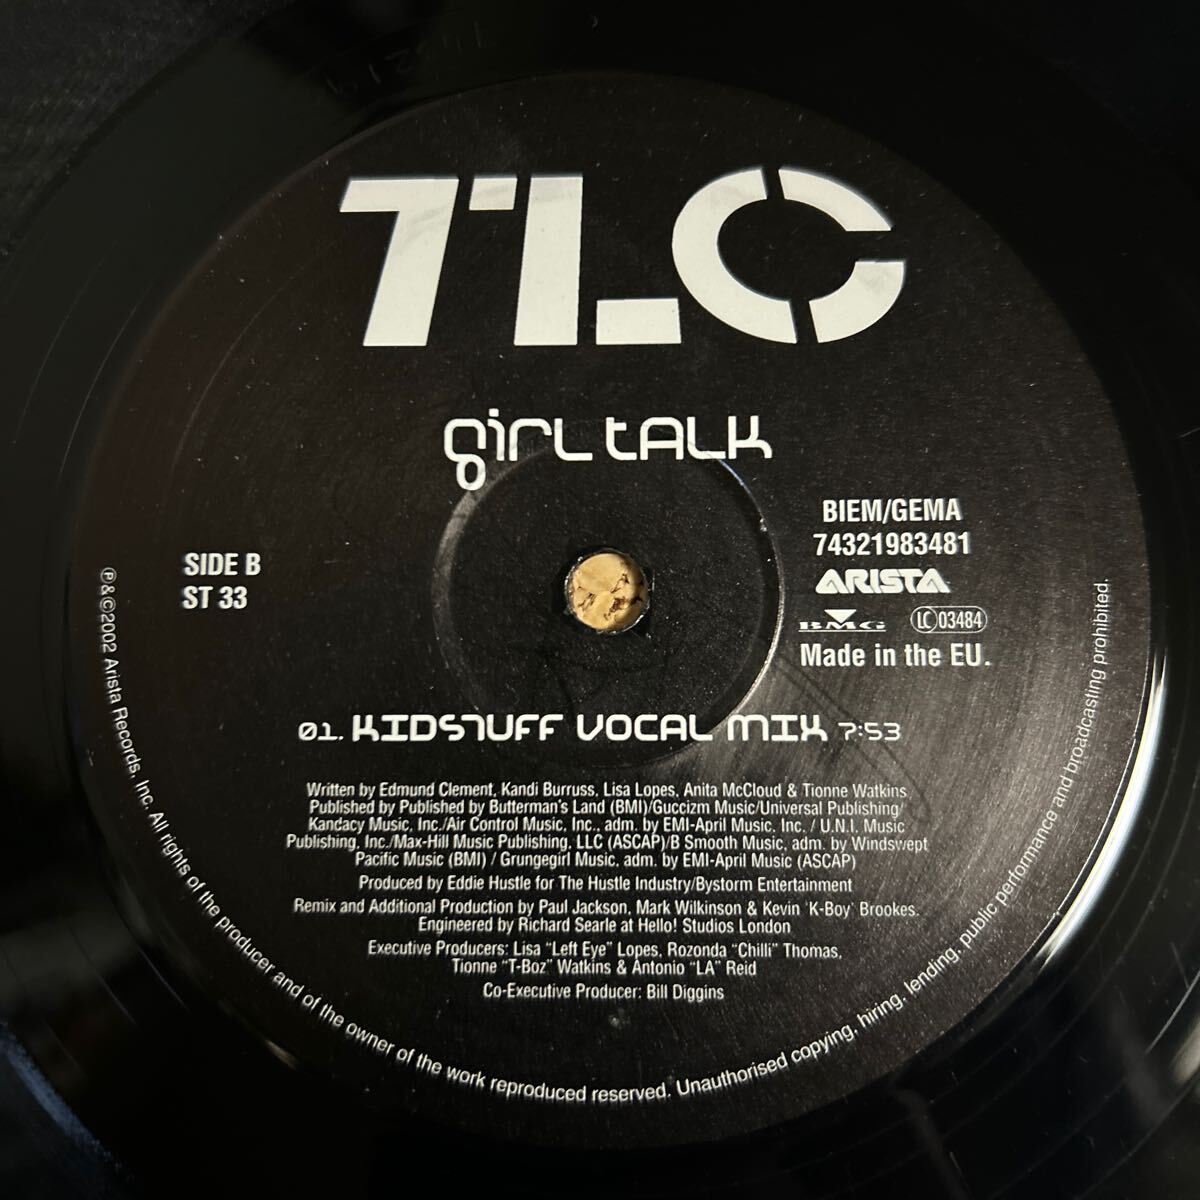 TLC
girl talk
BIEM/GEMA
74321983481
ARISTA
BMG LC 03484
Made in the EU.
SIDE B
ST 33
01. KIDSTUFF VOCAL MIX 7:53
Written by Edmund Clement, Kandi Burruss, Lisa Lopes, Anita McCloud & Tionne Watkins
Published by Published by Butterman's Land (BMI)/Guccizm Music/Universal Publishing/
Kandacy Music, Inc./Air Control Music, Inc., adm. by EMI-April Music, Inc. / U.N.I. Music
Publishing, Inc./Max-Hill Music Publishing, LLC (ASCAP)/B Smooth Music, adm. by Windswept
Pacific Music (BMI) / Grungegirl Music, adm. by EMI-April Music (ASCAP)
Produced by Eddie Hustle for The Hustle Industry/Bystorm Entertainment
Remix and Additional Production by Paul Jackson, Mark Wilkinson & Kevin 'K-Boy' Brookes.
Engineered by Richard Searle at Hello! Studios London
Executive Producers: Lisa "Left Eye" Lopes, Rozonda "Chilli" Thomas,
Tionne "T-Boz" Watkins & Antonio "LA" Reid
Co-Executive Producer: Bill Diggins
℗&©2002 Arista Records, Inc. All rights of the producer and of the owner of the work reproduced reserved. Unauthorised copying, hiring, lending, public performance and broadcasting prohibited.